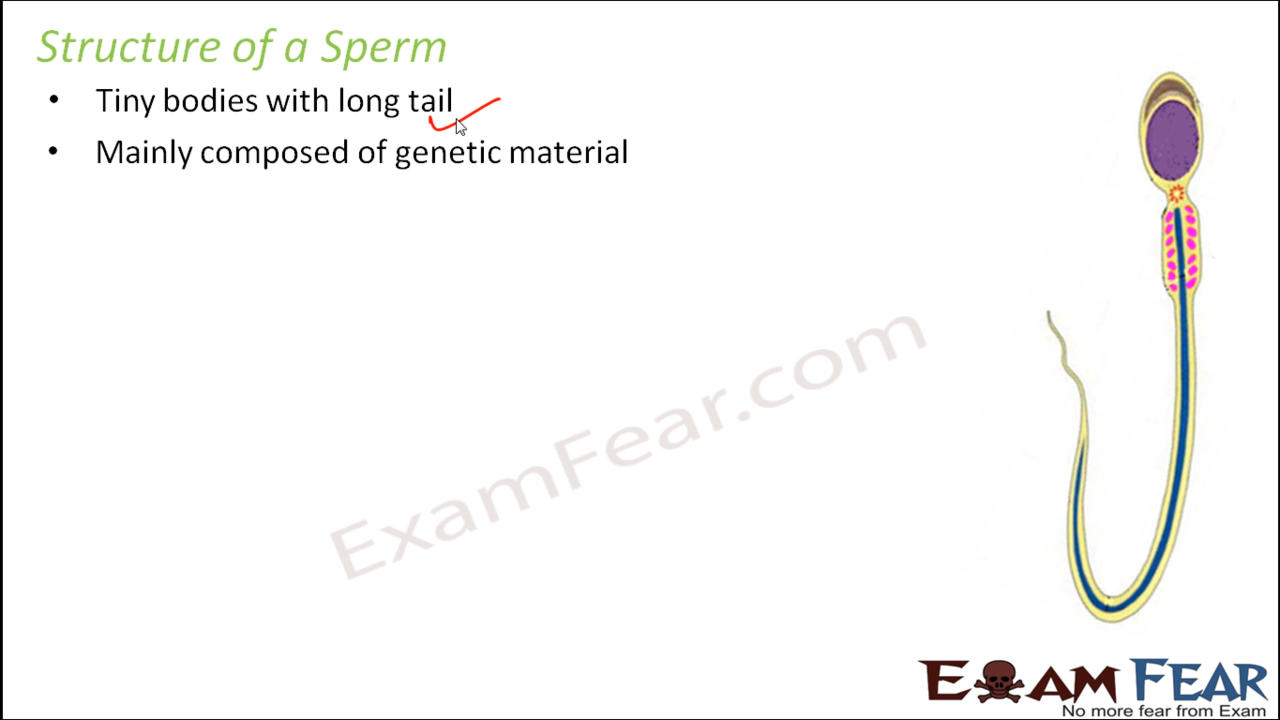 Structure of a Sperm
• Tiny bodies with long tail
• Mainly composed of genetic material
ExamFear.com
EXAM FEAR
No more fear from Exam